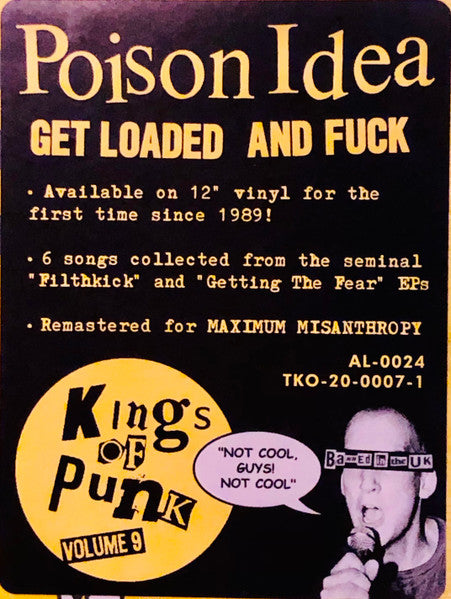 Poison Idea
GET LOADED AND FUCK
• Available on 12" vinyl for the
first time since 1989!
• 6 songs collected from the seminal
"Filthkick" and "Getting The Fear" EPs
• Remastered for MAXIMUM MISANTHROPY
AL-0024
TKO-20-0007-1
Kings
OF
Punk
VOLUME 9
"NOT COOL,
GUYS!
NOT COOL"
Banned In the UK